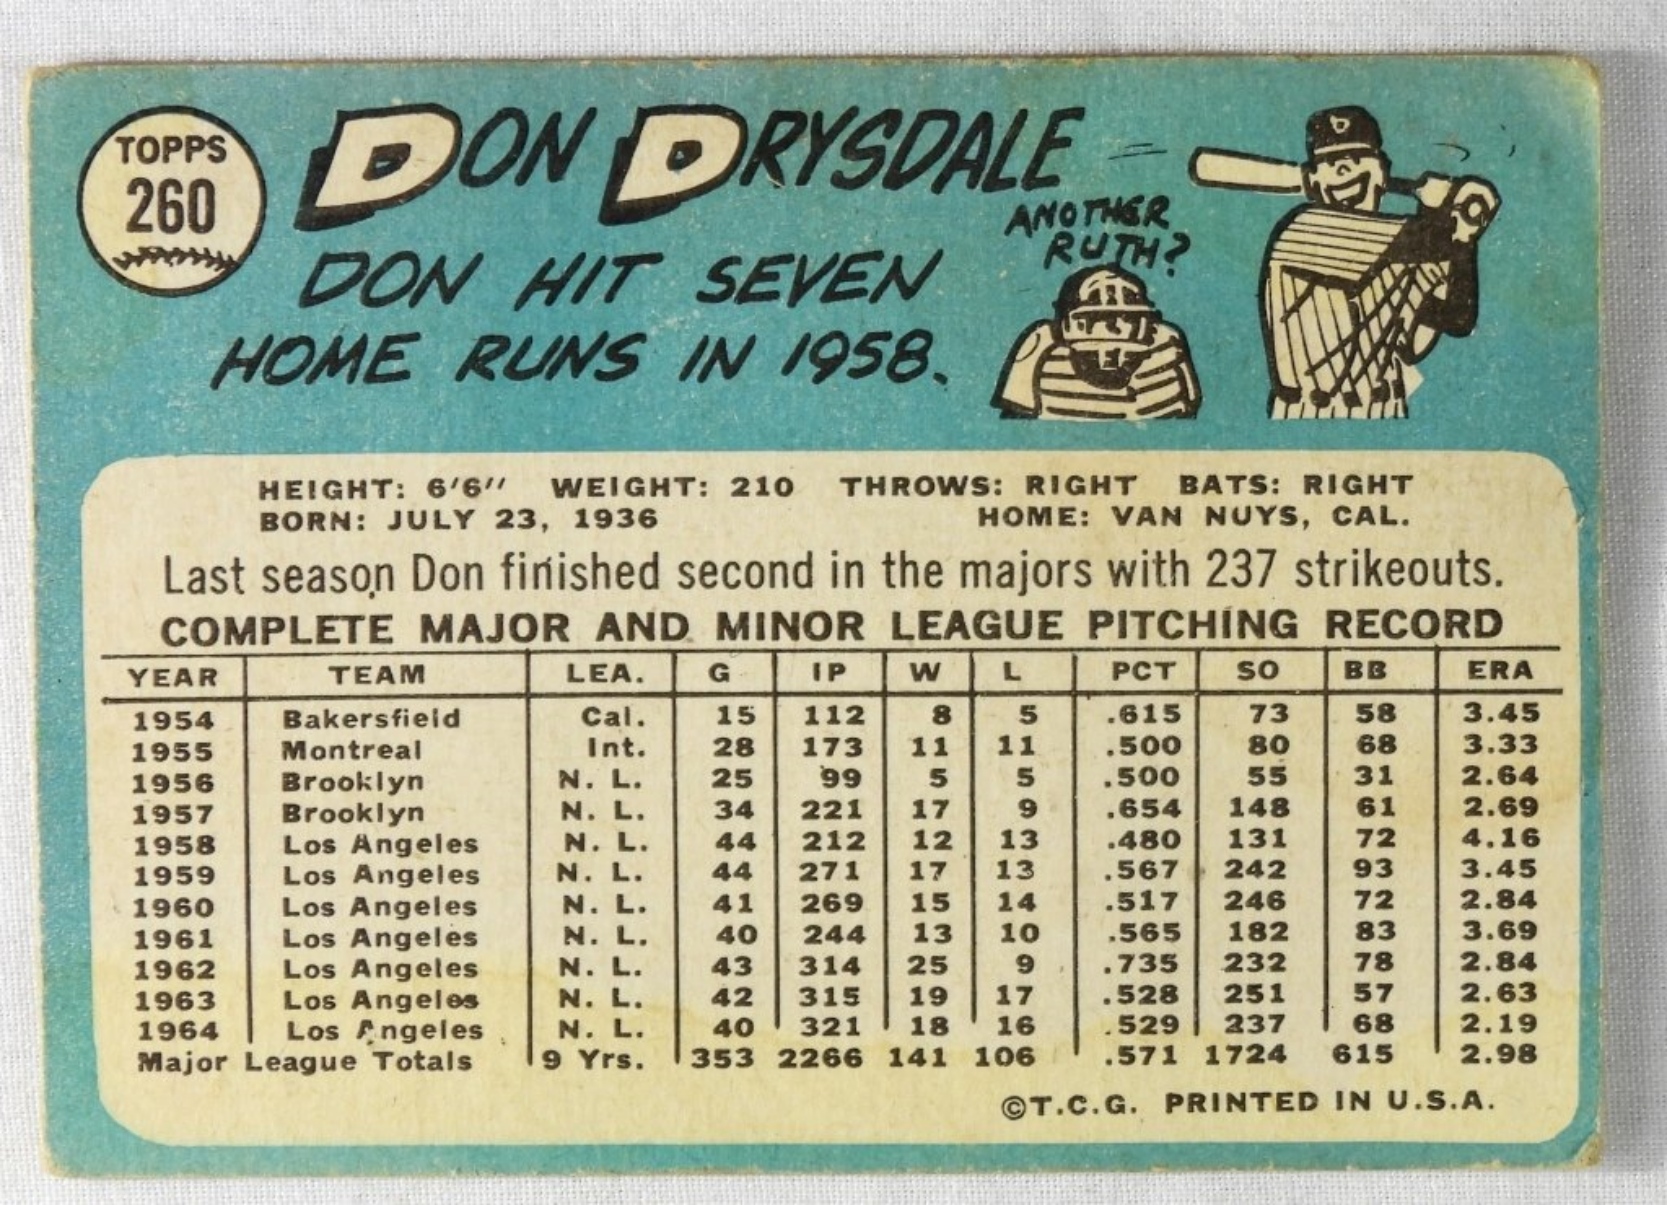 TOPPS
260
DON DRYSDALE
DON HIT SEVEN
HOME RUNS IN 1958.
ANOTHER
RUTH?
HEIGHT: 6'6" WEIGHT: 210 THROWS: RIGHT BATS: RIGHT
BORN: JULY 23, 1936 HOME: VAN NUYS, CAL.
Last season Don finished second in the majors with 237 strikeouts.
COMPLETE MAJOR AND MINOR LEAGUE PITCHING RECORD
YEAR TEAM LEA. G IP W L PCT SO BB ERA
1954 Bakersfield Cal. 15 112 8 5 .615 73 58 3.45
1955 Montreal Int. 28 173 11 11 .500 80 68 3.33
1956 Brooklyn N. L. 25 99 5 5 .500 55 31 2.64
1957 Brooklyn N. L. 34 221 17 9 .654 148 61 2.69
1958 Los Angeles N. L. 44 212 12 13 .480 131 72 4.16
1959 Los Angeles N. L. 44 271 17 13 .567 242 93 3.45
1960 Los Angeles N. L. 41 269 15 14 .517 246 72 2.84
1961 Los Angeles N. L. 40 244 13 10 .565 182 83 3.69
1962 Los Angeles N. L. 43 314 25 9 .735 232 78 2.84
1963 Los Angeles N. L. 42 315 19 17 .528 251 57 2.63
1964 Los Angeles N. L. 40 321 18 16 .529 237 68 2.19
Major League Totals 9 Yrs. 353 2266 141 106 .571 1724 615 2.98
©T.C.G. PRINTED IN U.S.A.